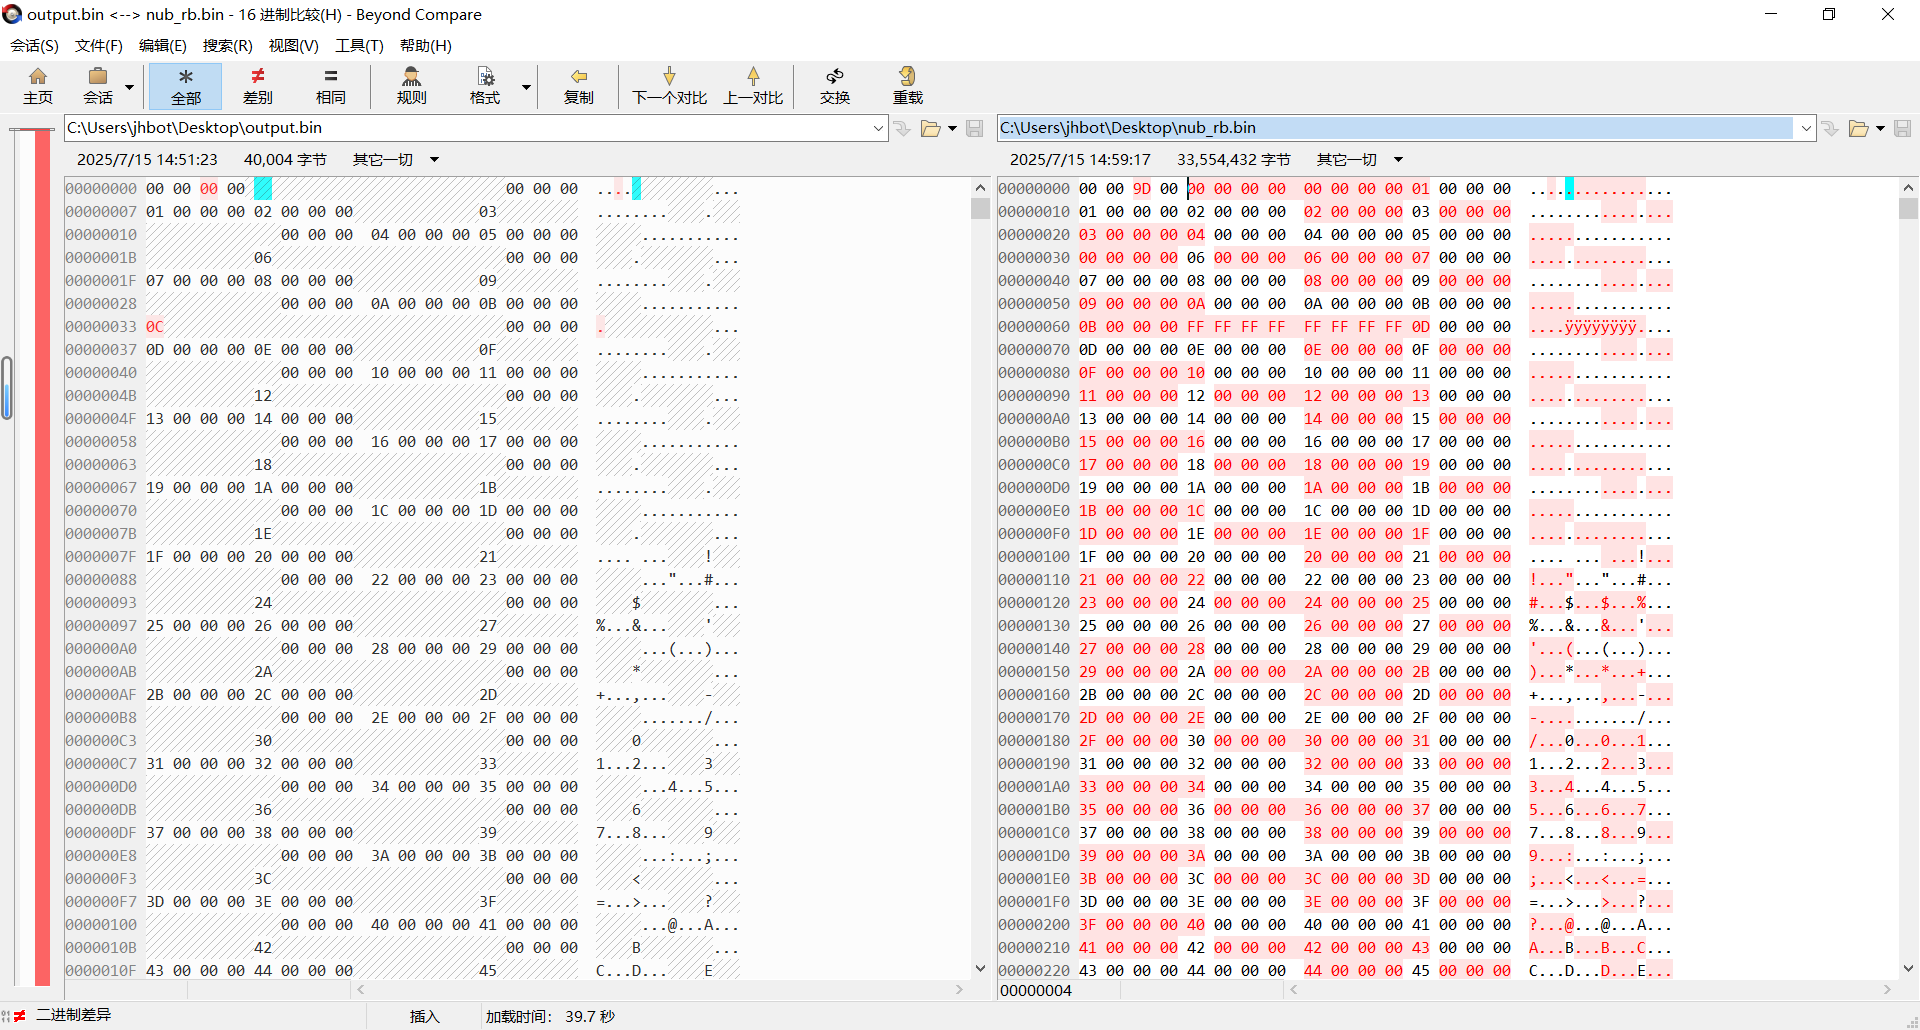 output.bin <--> nub_rb.bin - 16 进制比较(H) - Beyond Compare
会话(S) 文件(F) 编辑(E) 搜索(R) 视图(V) 工具(T) 帮助(H)
主页 会话 全部 差别 相同 规则 格式 复制 下一个对比 上一对比 交换 重载
C:\Users\jhbot\Desktop\output.bin
2025/7/15 14:51:23 40,004 字节 其它一切
00000000 00 00 00 00 00 00 00 .... ...
00000007 01 00 00 00 02 00 00 00 03 ........ .
00000010 00 00 00 04 00 00 00 05 00 00 00 ...........
0000001B 06 00 00 00 . ...
0000001F 07 00 00 00 08 00 00 00 09 ........ .
00000028 00 00 00 0A 00 00 00 0B 00 00 00 ...........
00000033 0C 00 00 00 . ...
00000037 0D 00 00 00 0E 00 00 00 0F ........ .
00000040 00 00 00 10 00 00 00 11 00 00 00 ...........
0000004B 12 00 00 00 . ...
0000004F 13 00 00 00 14 00 00 00 15 ........ .
00000058 00 00 00 16 00 00 00 17 00 00 00 ...........
00000063 18 00 00 00 . ...
00000067 19 00 00 00 1A 00 00 00 1B ........ .
00000070 00 00 00 1C 00 00 00 1D 00 00 00 ...........
0000007B 1E 00 00 00 . ...
0000007F 1F 00 00 00 20 00 00 00 21 .... ... !
00000088 00 00 00 22 00 00 00 23 00 00 00 ..."...#...
00000093 24 00 00 00 $ ...
00000097 25 00 00 00 26 00 00 00 27 %...&... '
000000A0 00 00 00 28 00 00 00 29 00 00 00 ...(...)...
000000AB 2A 00 00 00 * ...
000000AF 2B 00 00 00 2C 00 00 00 2D +...,... -
000000B8 00 00 00 2E 00 00 00 2F 00 00 00 ......./...
000000C3 30 00 00 00 0 ...
000000C7 31 00 00 00 32 00 00 00 33 1...2... 3
000000D0 00 00 00 34 00 00 00 35 00 00 00 ...4...5...
000000DB 36 00 00 00 6 ...
000000DF 37 00 00 00 38 00 00 00 39 7...8... 9
000000E8 00 00 00 3A 00 00 00 3B 00 00 00 ...:...;...
000000F3 3C 00 00 00 < ...
000000F7 3D 00 00 00 3E 00 00 00 3F =...>... ?
00000100 00 00 00 40 00 00 00 41 00 00 00 ...@...A...
0000010B 42 00 00 00 B ...
0000010F 43 00 00 00 44 00 00 00 45 C...D... E
C:\Users\jhbot\Desktop\nub_rb.bin
2025/7/15 14:59:17 33,554,432 字节 其它一切
00000000 00 00 9D 00 00 00 00 00 00 00 00 00 01 00 00 00 ................
00000010 01 00 00 00 02 00 00 00 02 00 00 00 03 00 00 00 ................
00000020 03 00 00 00 04 00 00 00 04 00 00 00 05 00 00 00 ................
00000030 00 00 00 00 06 00 00 00 06 00 00 00 07 00 00 00 ................
00000040 07 00 00 00 08 00 00 00 08 00 00 00 09 00 00 00 ................
00000050 09 00 00 00 0A 00 00 00 0A 00 00 00 0B 00 00 00 ................
00000060 0B 00 00 00 FF FF FF FF FF FF FF FF 0D 00 00 00 ....ÿÿÿÿÿÿÿÿ....
00000070 0D 00 00 00 0E 00 00 00 0E 00 00 00 0F 00 00 00 ................
00000080 0F 00 00 00 10 00 00 00 10 00 00 00 11 00 00 00 ................
00000090 11 00 00 00 12 00 00 00 12 00 00 00 13 00 00 00 ................
000000A0 13 00 00 00 14 00 00 00 14 00 00 00 15 00 00 00 ................
000000B0 15 00 00 00 16 00 00 00 16 00 00 00 17 00 00 00 ................
000000C0 17 00 00 00 18 00 00 00 18 00 00 00 19 00 00 00 ................
000000D0 19 00 00 00 1A 00 00 00 1A 00 00 00 1B 00 00 00 ................
000000E0 1B 00 00 00 1C 00 00 00 1C 00 00 00 1D 00 00 00 ................
000000F0 1D 00 00 00 1E 00 00 00 1E 00 00 00 1F 00 00 00 ................
00000100 1F 00 00 00 20 00 00 00 20 00 00 00 21 00 00 00 .... ... ...!...
00000110 21 00 00 00 22 00 00 00 22 00 00 00 23 00 00 00 !..."..."...#...
00000120 23 00 00 00 24 00 00 00 24 00 00 00 25 00 00 00 #...$...$...%...
00000130 25 00 00 00 26 00 00 00 26 00 00 00 27 00 00 00 %...&...&...'...
00000140 27 00 00 00 28 00 00 00 28 00 00 00 29 00 00 00 '...(...(...)...
00000150 29 00 00 00 2A 00 00 00 2A 00 00 00 2B 00 00 00 )...*...*...+...
00000160 2B 00 00 00 2C 00 00 00 2C 00 00 00 2D 00 00 00 +...,...,...-...
00000170 2D 00 00 00 2E 00 00 00 2E 00 00 00 2F 00 00 00 -.........../...
00000180 2F 00 00 00 30 00 00 00 30 00 00 00 31 00 00 00 /...0...0...1...
00000190 31 00 00 00 32 00 00 00 32 00 00 00 33 00 00 00 1...2...2...3...
000001A0 33 00 00 00 34 00 00 00 34 00 00 00 35 00 00 00 3...4...4...5...
000001B0 35 00 00 00 36 00 00 00 36 00 00 00 37 00 00 00 5...6...6...7...
000001C0 37 00 00 00 38 00 00 00 38 00 00 00 39 00 00 00 7...8...8...9...
000001D0 39 00 00 00 3A 00 00 00 3A 00 00 00 3B 00 00 00 9...:...:...;...
000001E0 3B 00 00 00 3C 00 00 00 3C 00 00 00 3D 00 00 00 ;...<...<...=...
000001F0 3D 00 00 00 3E 00 00 00 3E 00 00 00 3F 00 00 00 =...>...>...?...
00000200 3F 00 00 00 40 00 00 00 40 00 00 00 41 00 00 00 ?...@...@...A...
00000210 41 00 00 00 42 00 00 00 42 00 00 00 43 00 00 00 A...B...B...C...
00000220 43 00 00 00 44 00 00 00 44 00 00 00 45 00 00 00 C...D...D...E...
00000004
二进制差异 插入 加载时间: 39.7 秒